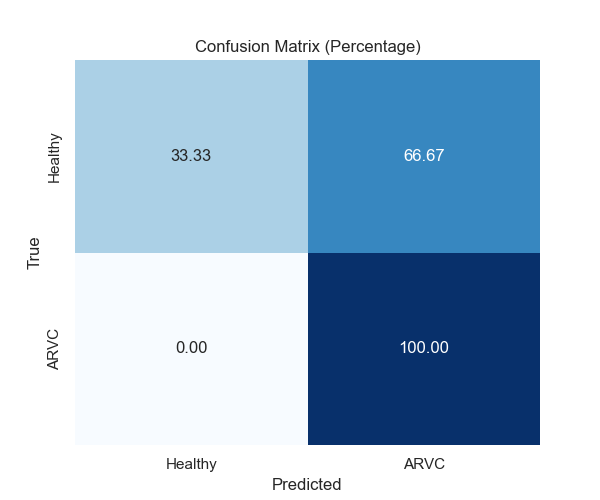 Confusion Matrix (Percentage)
Healthy
33.33
66.67
True
ARVC
0.00
100.00
Healthy
ARVC
Predicted